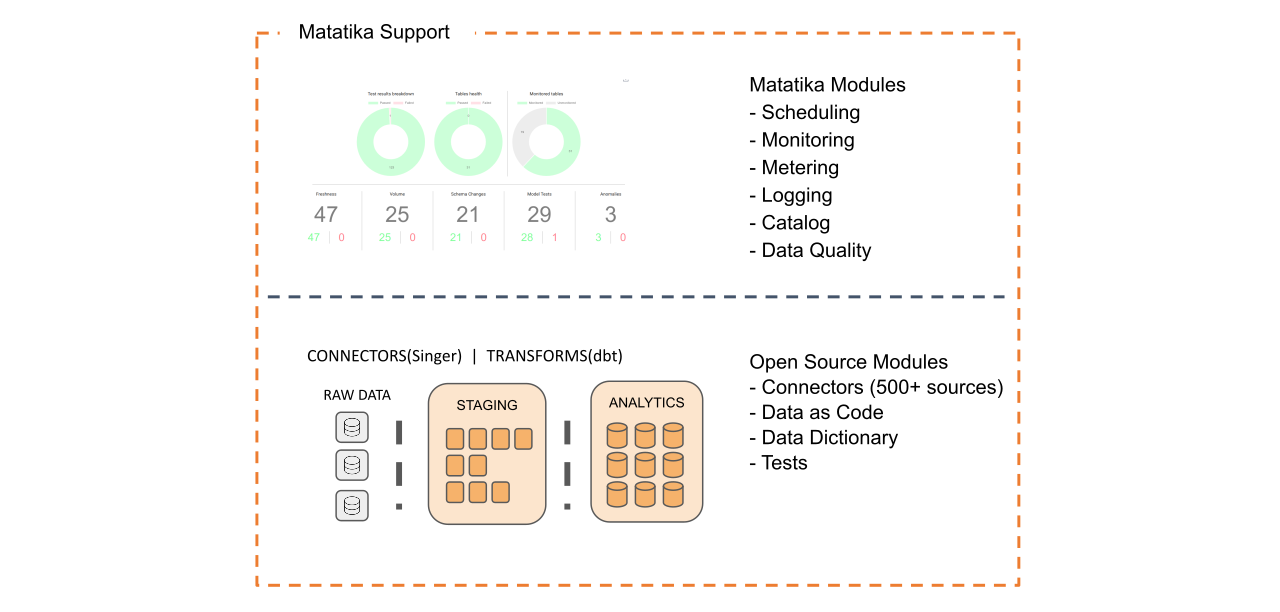 Matatika Support
Test results breakdown
Tables health
Monitored tables
Passed Failed
Passed Failed
Monitored
Freshness
Volume
Schema Changes
Model Tests
Anomalies
47
25
21
29
3
47 0
25 0
21 0
28 1
3 0
Matatika Modules
- Scheduling
- Monitoring
- Metering
- Logging
- Catalog
- Data Quality
CONNECTORS(Singer) | TRANSFORMS(dbt)
RAW DATA
STAGING
ANALYTICS
Open Source Modules
- Connectors (500+ sources)
- Data as Code
- Data Dictionary
- Tests